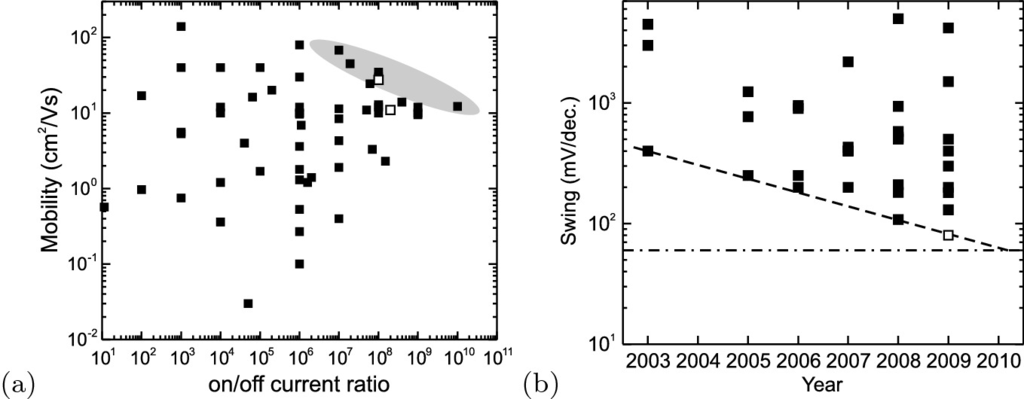 10²
10¹
10⁰
10⁻¹
10⁻²
Mobility (cm²/Vs)
10¹ 10² 10³ 10⁴ 10⁵ 10⁶ 10⁷ 10⁸ 10⁹ 10¹⁰ 10¹¹
on/off current ratio
(a)
10³
10²
10¹
Swing (mV/dec.)
2003 2004 2005 2006 2007 2008 2009 2010
Year
(b)